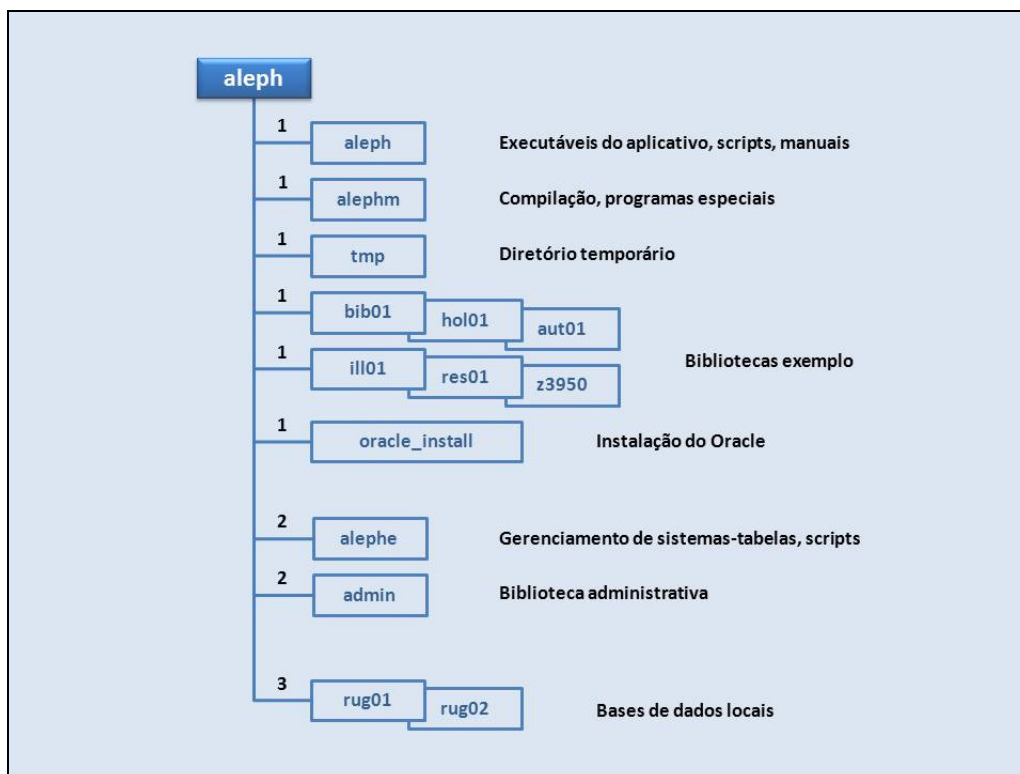 aleph
1
aleph
Executáveis do aplicativo, scripts, manuais
1
alephm
Compilação, programas especiais
1
tmp
Diretório temporário
1
bib01
hol01
aut01
Bibliotecas exemplo
1
ill01
res01
z3950
1
oracle_install
Instalação do Oracle
2
alephe
Gerenciamento de sistemas-tabelas, scripts
2
admin
Biblioteca administrativa
3
rug01
rug02
Bases de dados locais